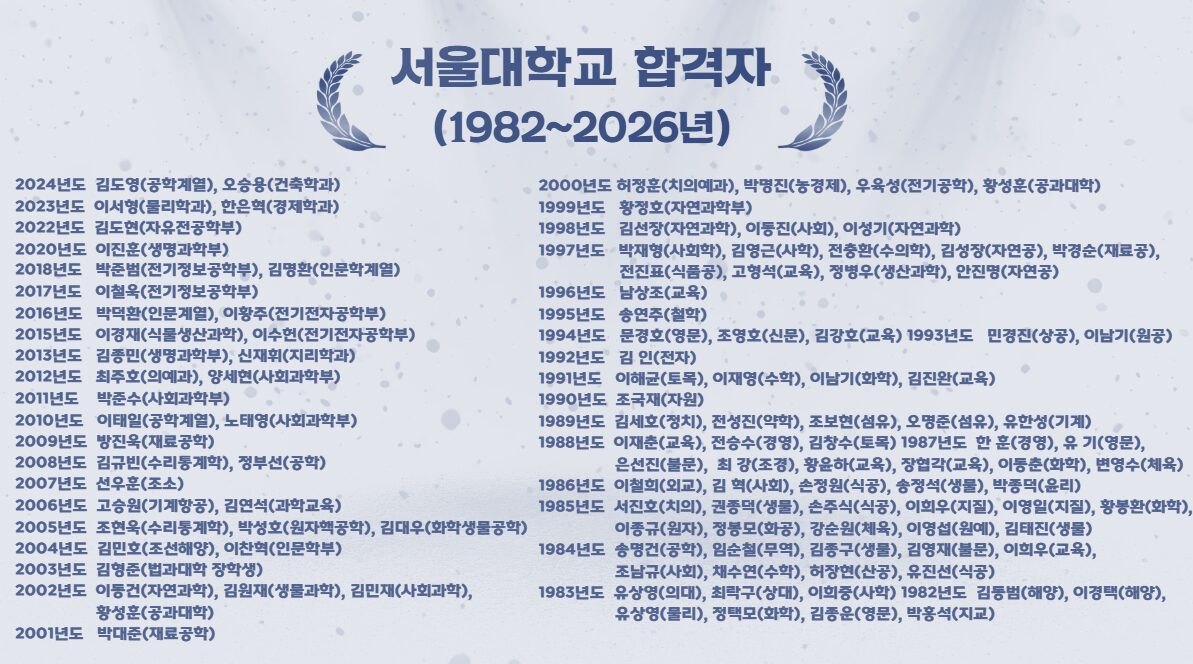 서울대학교 합격자
(1982~2026년)
2024년도 김도영(공학계열), 오승용(건축학과)
2023년도 이서형(물리학과), 한은혁(경제학과)
2022년도 김도현(자유전공학부)
2020년도 이진훈(생명과학부)
2018년도 박준범(전기정보공학부), 김명환(인문학계열)
2017년도 이철욱(전기정보공학부)
2016년도 박덕환(인문계열), 이황주(전기전자공학부)
2015년도 이경재(식물생산과학), 이수현(전기전자공학부)
2013년도 김종민(생명과학부), 신재휘(지리학과)
2012년도 최주호(의예과), 양세현(사회과학부)
2011년도 박준수(사회과학부)
2010년도 이태일(공학계열), 노태영(사회과학부)
2009년도 방진욱(재료공학)
2008년도 김규빈(수리통계학), 정부선(공학)
2007년도 선우훈(조소)
2006년도 고승원(기계항공), 김연석(과학교육)
2005년도 조현욱(수리통계학), 박성호(원자핵공학), 김대우(화학생물공학)
2004년도 김민호(조선해양), 이찬혁(인문학부)
2003년도 김형준(법과대학 장학생)
2002년도 이동건(자연과학), 김원재(생물과학), 김민재(사회과학),
황성훈(공과대학)
2001년도 박대준(재료공학)
2000년도 허정훈(치의예과), 박명진(농경제), 우육성(전기공학), 황성훈(공과대학)
1999년도 황정호(자연과학부)
1998년도 김선장(자연과학), 이동진(사회), 이성기(자연과학)
1997년도 박재형(사회학), 김영근(사학), 전충환(수의학), 김성장(자연공), 박경순(재료공),
전진표(식품공), 고형석(교육), 정병우(생산과학), 안진명(자연공)
1996년도 남상조(교육)
1995년도 송연주(철학)
1994년도 문경호(영문), 조영호(신문), 김강호(교육) 1993년도 민경진(상공), 이남기(원공)
1992년도 김 인(전자)
1991년도 이해균(토목), 이재영(수학), 이남기(화학), 김진완(교육)
1990년도 조국재(자원)
1989년도 김세호(정치), 전성진(약학), 조보현(섬유), 오명준(섬유), 유한성(기계)
1988년도 이재춘(교육), 전승수(경영), 김창수(토목) 1987년도 한 훈(경영), 유 기(영문),
은선진(불문), 최 강(조경), 황윤하(교육), 장협각(교육), 이동춘(화학), 변영수(체육)
1986년도 이철희(외교), 김 혁(사회), 손정원(식공), 송정석(생물), 박종덕(윤리)
1985년도 서진호(치의), 권종덕(생물), 손주식(식공), 이희우(지질), 이영일(지질), 황봉환(화학),
이종규(원자), 정봉모(화공), 강순원(체육), 이영섭(원예), 김태진(생물)
1984년도 송명건(공학), 임순철(무역), 김종구(생물), 김영재(불문), 이희우(교육),
조남규(사회), 채수연(수학), 허장현(산공), 유진선(식공)
1983년도 유상영(의대), 최락구(상대), 이희중(사학) 1982년도 김동범(해양), 이경택(해양),
유상영(물리), 정택모(화학), 김종운(영문), 박홍석(지교)